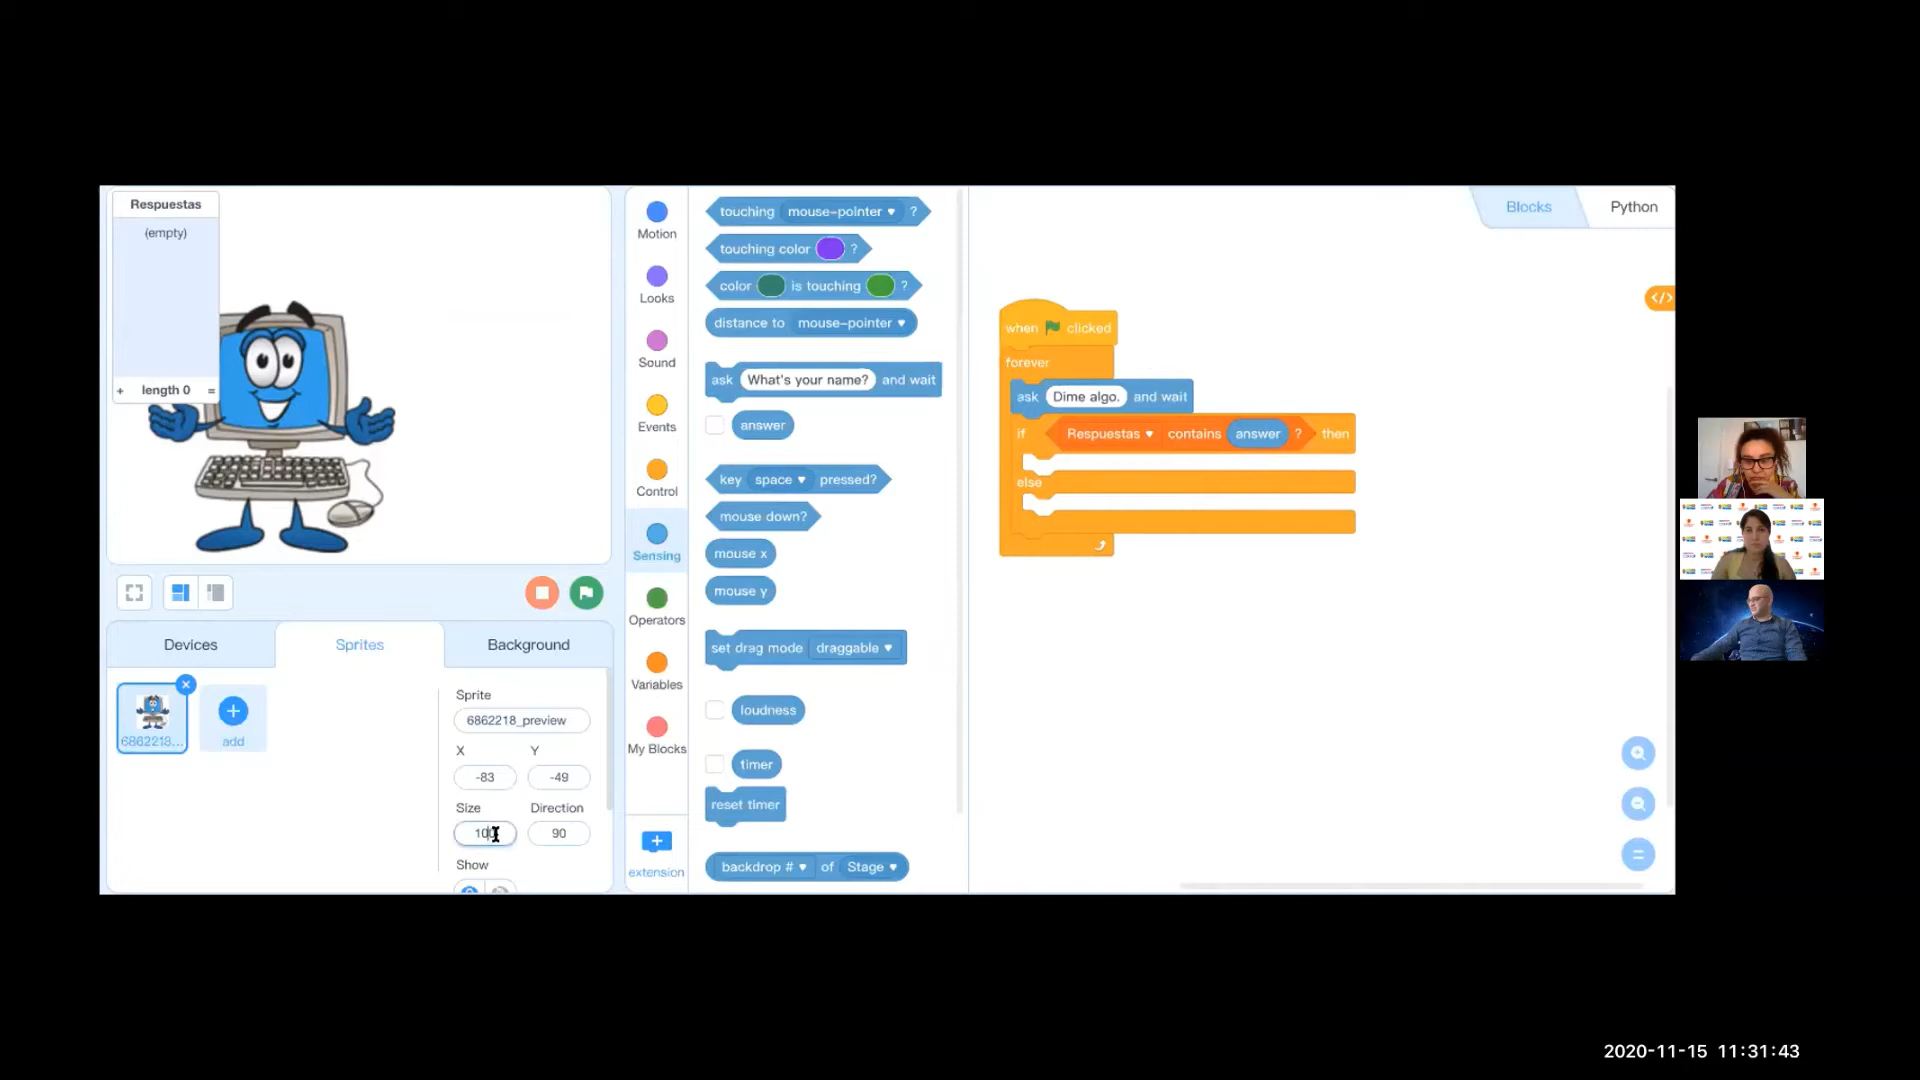 Respuestas
(empty)
+ length 0 =
Devices
Sprites
Background
6862218...
add
Sprite
6862218_preview
X
Y
-83
-49
Size
Direction
100
90
Show
Motion
Looks
Sound
Events
Control
Sensing
Operators
Variables
My Blocks
extension
touching mouse-pointer ?
touching color ?
color is touching ?
distance to mouse-pointer
ask What's your name? and wait
answer
key space pressed?
mouse down?
mouse x
mouse y
set drag mode draggable
loudness
timer
reset timer
backdrop # of Stage
Blocks
Python
</>
when clicked
forever
ask Dime algo. and wait
if Respuestas contains answer ? then
else
2020-11-15 11:31:43